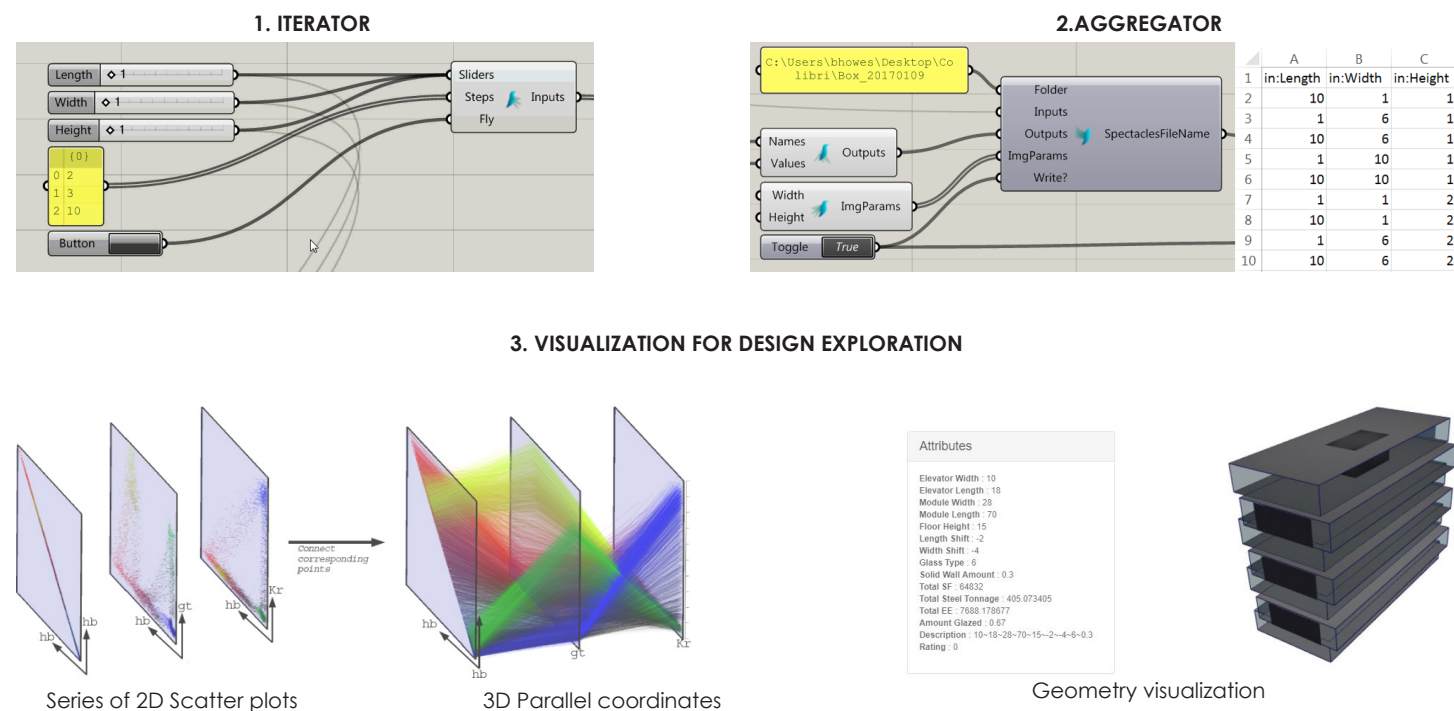 1. ITERATOR
Length ◇ 1
Width ◇ 1
Height ◇ 1
{0}
0 2
1 3
2 10
Button
Sliders
Steps
Fly
Inputs
2.AGGREGATOR
C:\Users\bhowes\Desktop\Co
libri\Box_20170109
Names
Values
Outputs
Width
Height
ImgParams
Toggle True
Folder
Inputs
Outputs
ImgParams
Write?
SpectaclesFileName
A B C
1 in:Length in:Width in:Height
2 10 1 1
3 1 6 1
4 10 6 1
5 1 10 1
6 10 10 1
7 1 1 2
8 10 1 2
9 1 6 2
10 10 6 2
3. VISUALIZATION FOR DESIGN EXPLORATION
hb
hb
hb
gt
hb
Kr
Connect
corresponding
points
hb
hb
gt
Kr
Series of 2D Scatter plots
3D Parallel coordinates
Attributes
Elevator Width : 10
Elevator Length : 18
Module Width : 28
Module Length : 70
Floor Height : 15
Length Shift : -2
Width Shift : -4
Glass Type : 6
Solid Wall Amount : 0.3
Total SF : 64832
Total Steel Tonnage : 405.073405
Total EE : 7688.178677
Amount Glazed : 0.67
Description : 10~18~28~70~15~-2~-4~6~0.3
Rating : 0
Geometry visualization